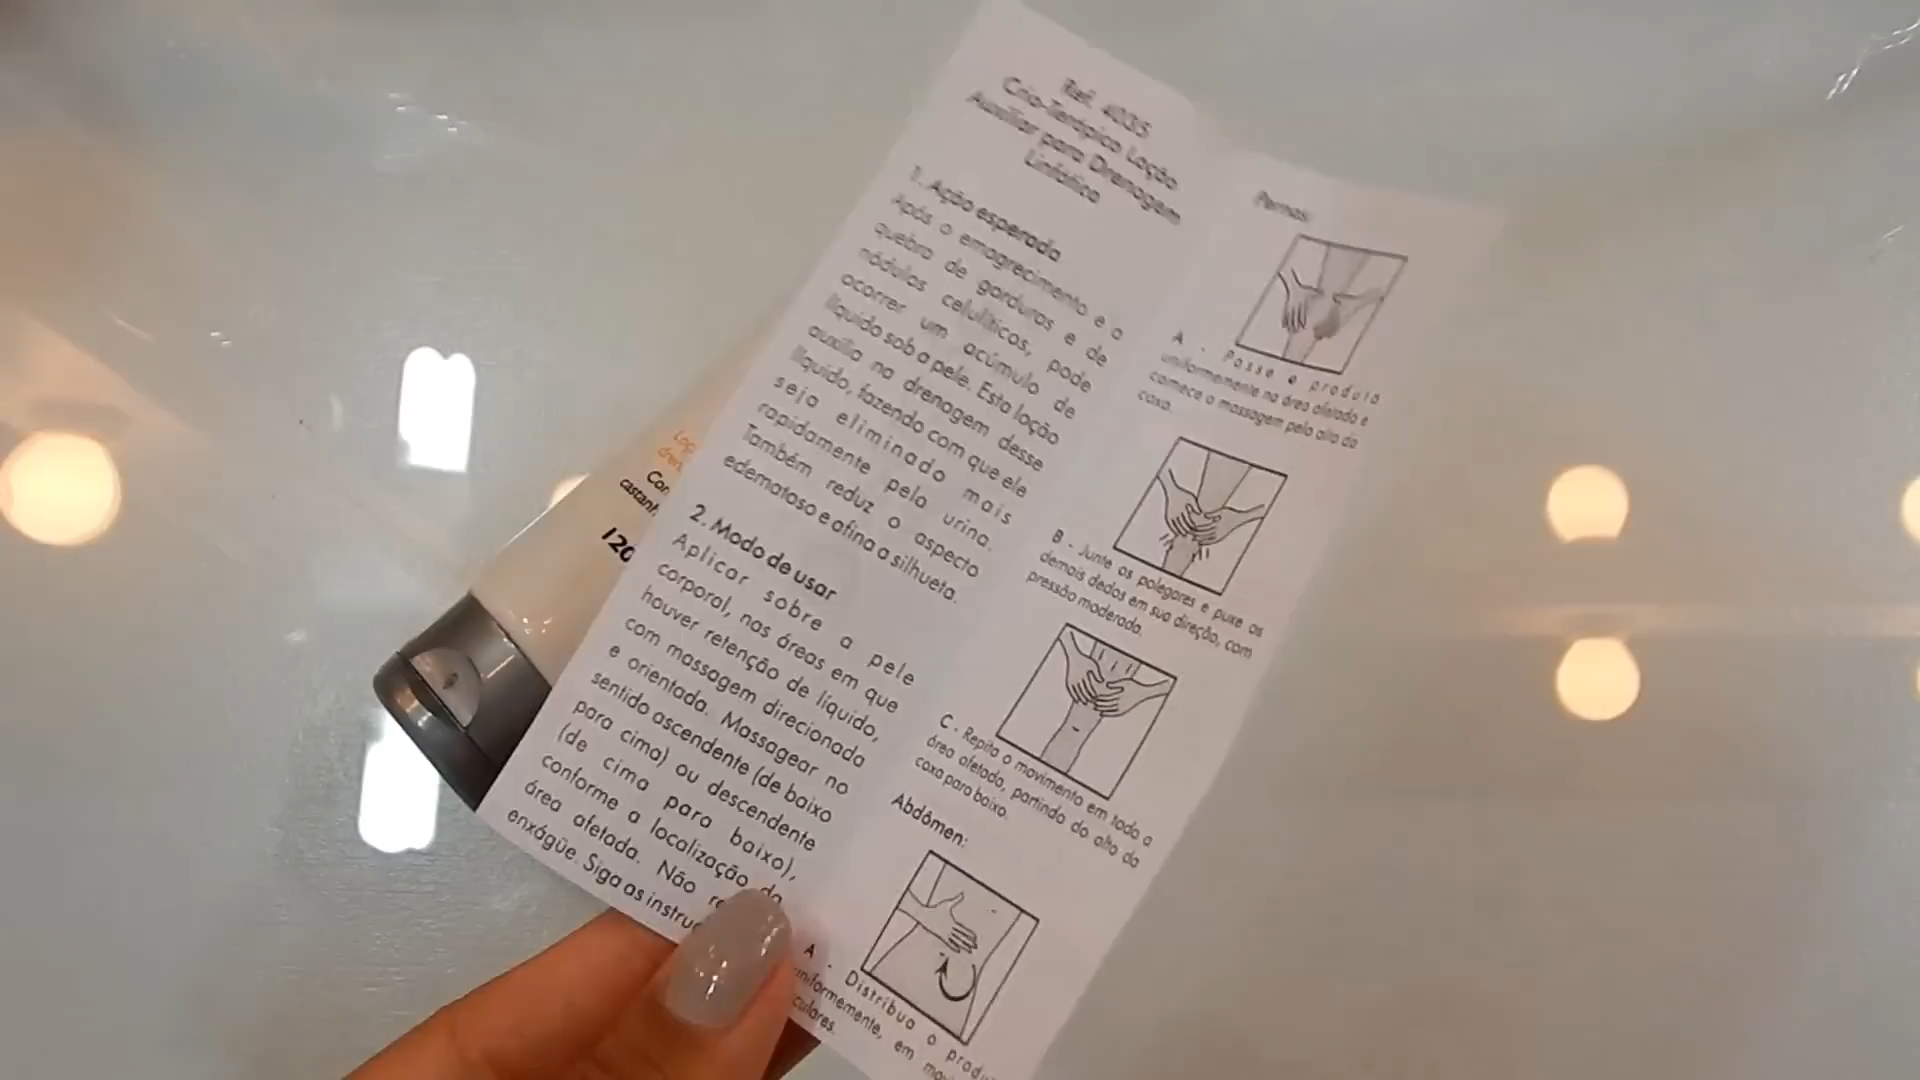 Ref. 4035
Crio-Terápico Loção
Auxiliar para Drenagem
Linfática
1. Ação esperada
Após o emagrecimento e a
quebra de gorduras e de
nódulos celulíticos, pode
ocorrer um acúmulo de
líquido sob a pele. Esta loção
auxilia na drenagem desse
líquido, fazendo com que ele
seja eliminado mais
rapidamente pela urina.
Também reduz o aspecto
edematoso e afina a silhueta.
2. Modo de usar
Aplicar sobre a pele
corporal, nas áreas em que
houver retenção de líquido,
com massagem direcionada
e orientada. Massagear no
sentido ascendente (de baixo
para cima) ou descendente
(de cima para baixo),
conforme a localização da
área afetada. Não
enxágüe. Siga as
Pernas:
A - Passe o produto
uniformemente na área afetada e
comece a massagem pelo alto da
coxa.
B - Junte os polegares e puxe os
demais dedos em sua direção, com
pressão moderada.
C - Repita o movimento em toda a
área afetada, partindo do alto da
coxa para baixo.
Abdômen:
A - Distribua o
uniformemente, em
120